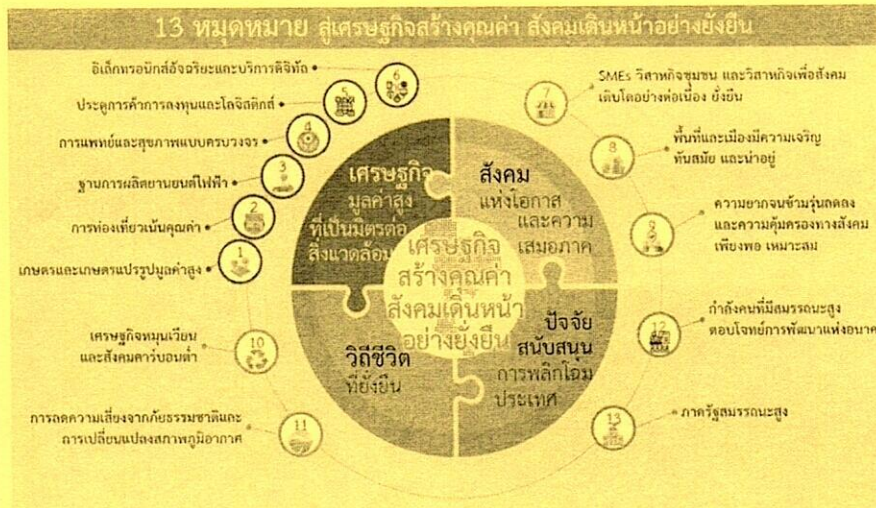 13 หมุดหมาย สู่เศรษฐกิจสร้างคุณค่า สังคมเดินหน้าอย่างยั่งยืน
อิเล็กทรอนิกส์อัจฉริยะและบริการดิจิทัล
6
ประตูการค้าการลงทุนและโลจิสติกส์
5
การแพทย์และสุขภาพแบบครบวงจร
4
ฐานการผลิตยานยนต์ไฟฟ้า
3
การท่องเที่ยวเน้นคุณค่า
2
เกษตรและเกษตรแปรรูปมูลค่าสูง
1
7
SMEs วิสาหกิจชุมชน และวิสาหกิจเพื่อสังคม
เติบโตอย่างต่อเนื่อง ยั่งยืน
8
พื้นที่และเมืองมีความเจริญ
ทันสมัย และน่าอยู่
9
ความยากจนข้ามรุ่นลดลง
และความคุ้มครองทางสังคม
เพียงพอ เหมาะสม
เศรษฐกิจ
มูลค่าสูง
ที่เป็นมิตรต่อ
สิ่งแวดล้อม
สังคม
แห่งโอกาส
และความ
เสมอภาค
เศรษฐกิจ
สร้างคุณค่า
สังคมเดินหน้า
อย่างยั่งยืน
วิถีชีวิต
ที่ยั่งยืน
ปัจจัย
สนับสนุน
การพลิกโฉม
ประเทศ
เศรษฐกิจหมุนเวียน
และสังคมคาร์บอนต่ำ
10
การลดความเสี่ยงจากภัยธรรมชาติและ
การเปลี่ยนแปลงสภาพภูมิอากาศ
11
12
กำลังคนที่มีสมรรถนะสูง
ตอบโจทย์การพัฒนาแห่งอนาค
13
ภาครัฐสมรรถนะสูง